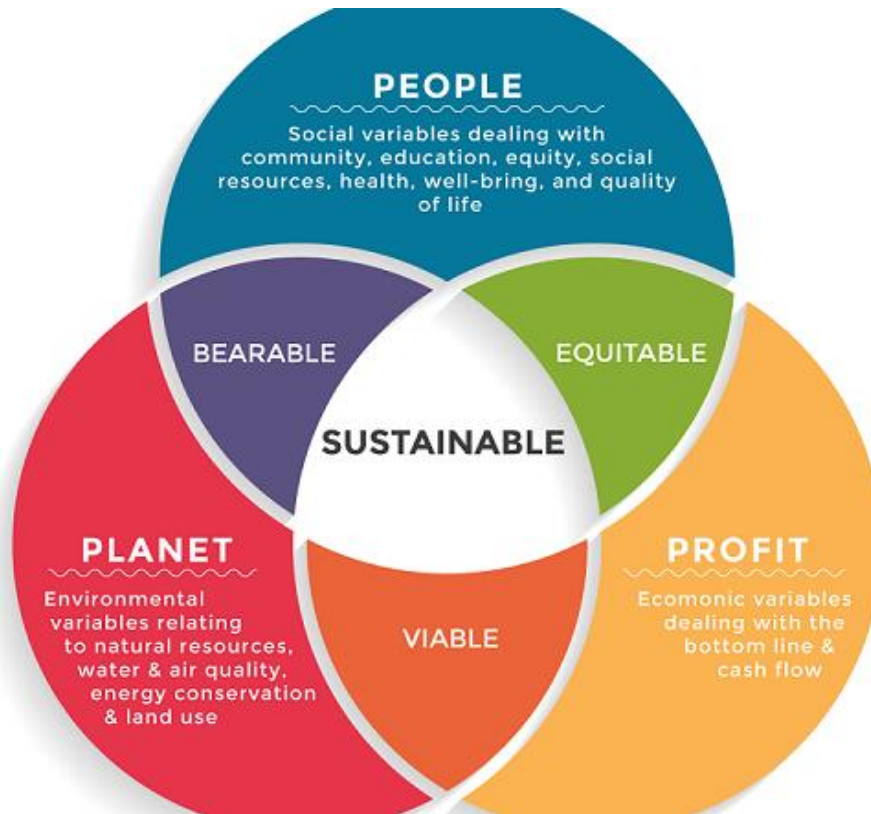 PEOPLE
Social variables dealing with
community, education, equity, social
resources, health, well-bring, and quality
of life
BEARABLE
EQUITABLE
SUSTAINABLE
PLANET
Environmental
variables relating
to natural resources,
water & air quality,
energy conservation
& land use
VIABLE
PROFIT
Ecomonic variables
dealing with the
bottom line &
cash flow